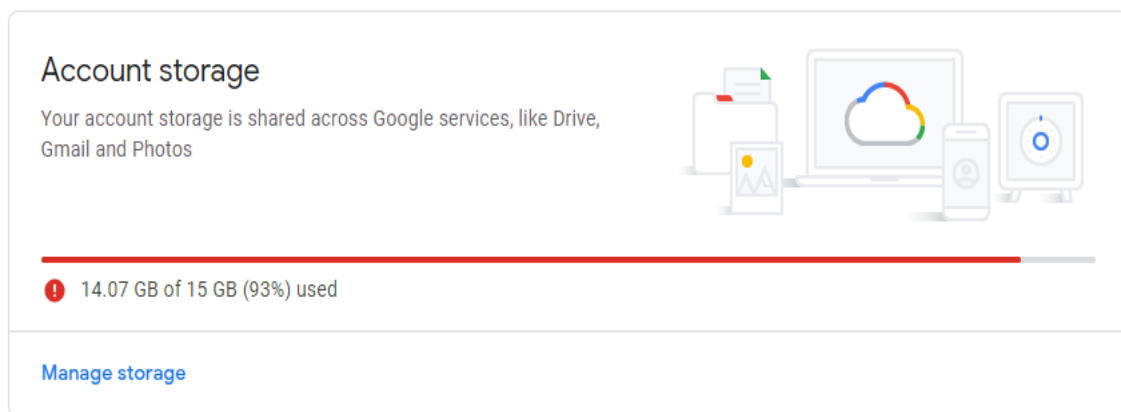 Account storage
Your account storage is shared across Google services, like Drive,
Gmail and Photos
14.07 GB of 15 GB (93%) used
Manage storage